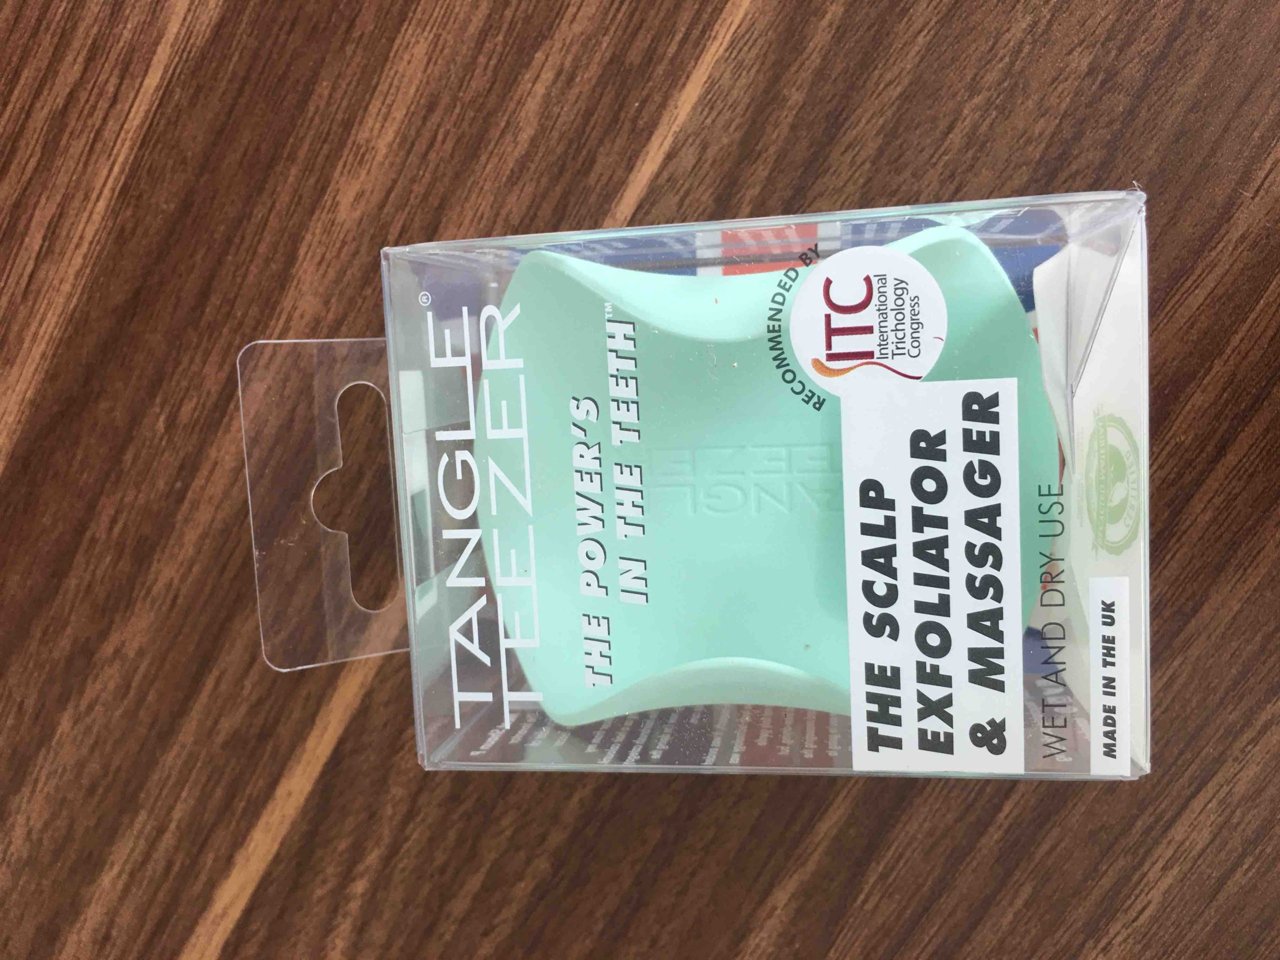 TANGLE®
TEEZER
THE POWER'S
IN THE TEETH™
RECOMMENDED BY
ITC
International
Trichology
Congress
THE SCALP
EXFOLIATOR
& MASSAGER
WET AND DRY USE
MADE IN THE UK